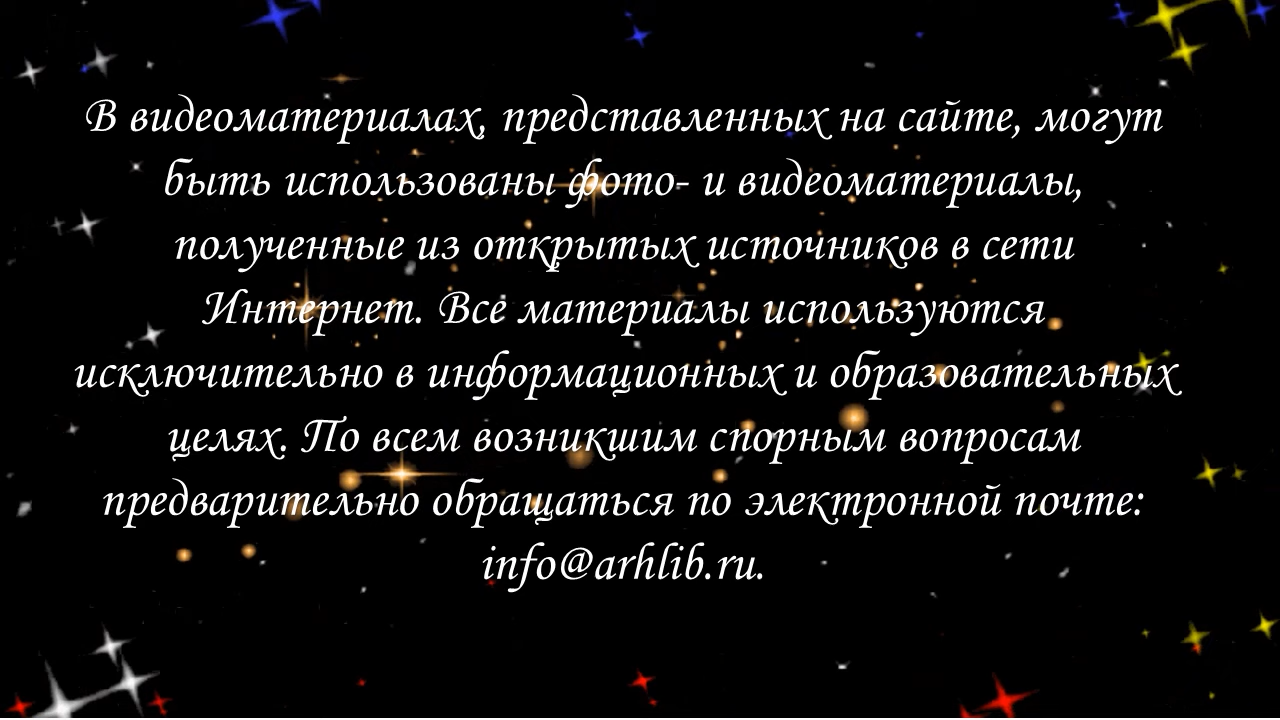 В видеоматериалах, представленных на сайте, могут
быть использованы фото- и видеоматериалы,
полученные из открытых источников в сети
Интернет. Все материалы используются
исключительно в информационных и образовательных
целях. По всем возникшим спорным вопросам
предварительно обращаться по электронной почте:
info@arhlib.ru.